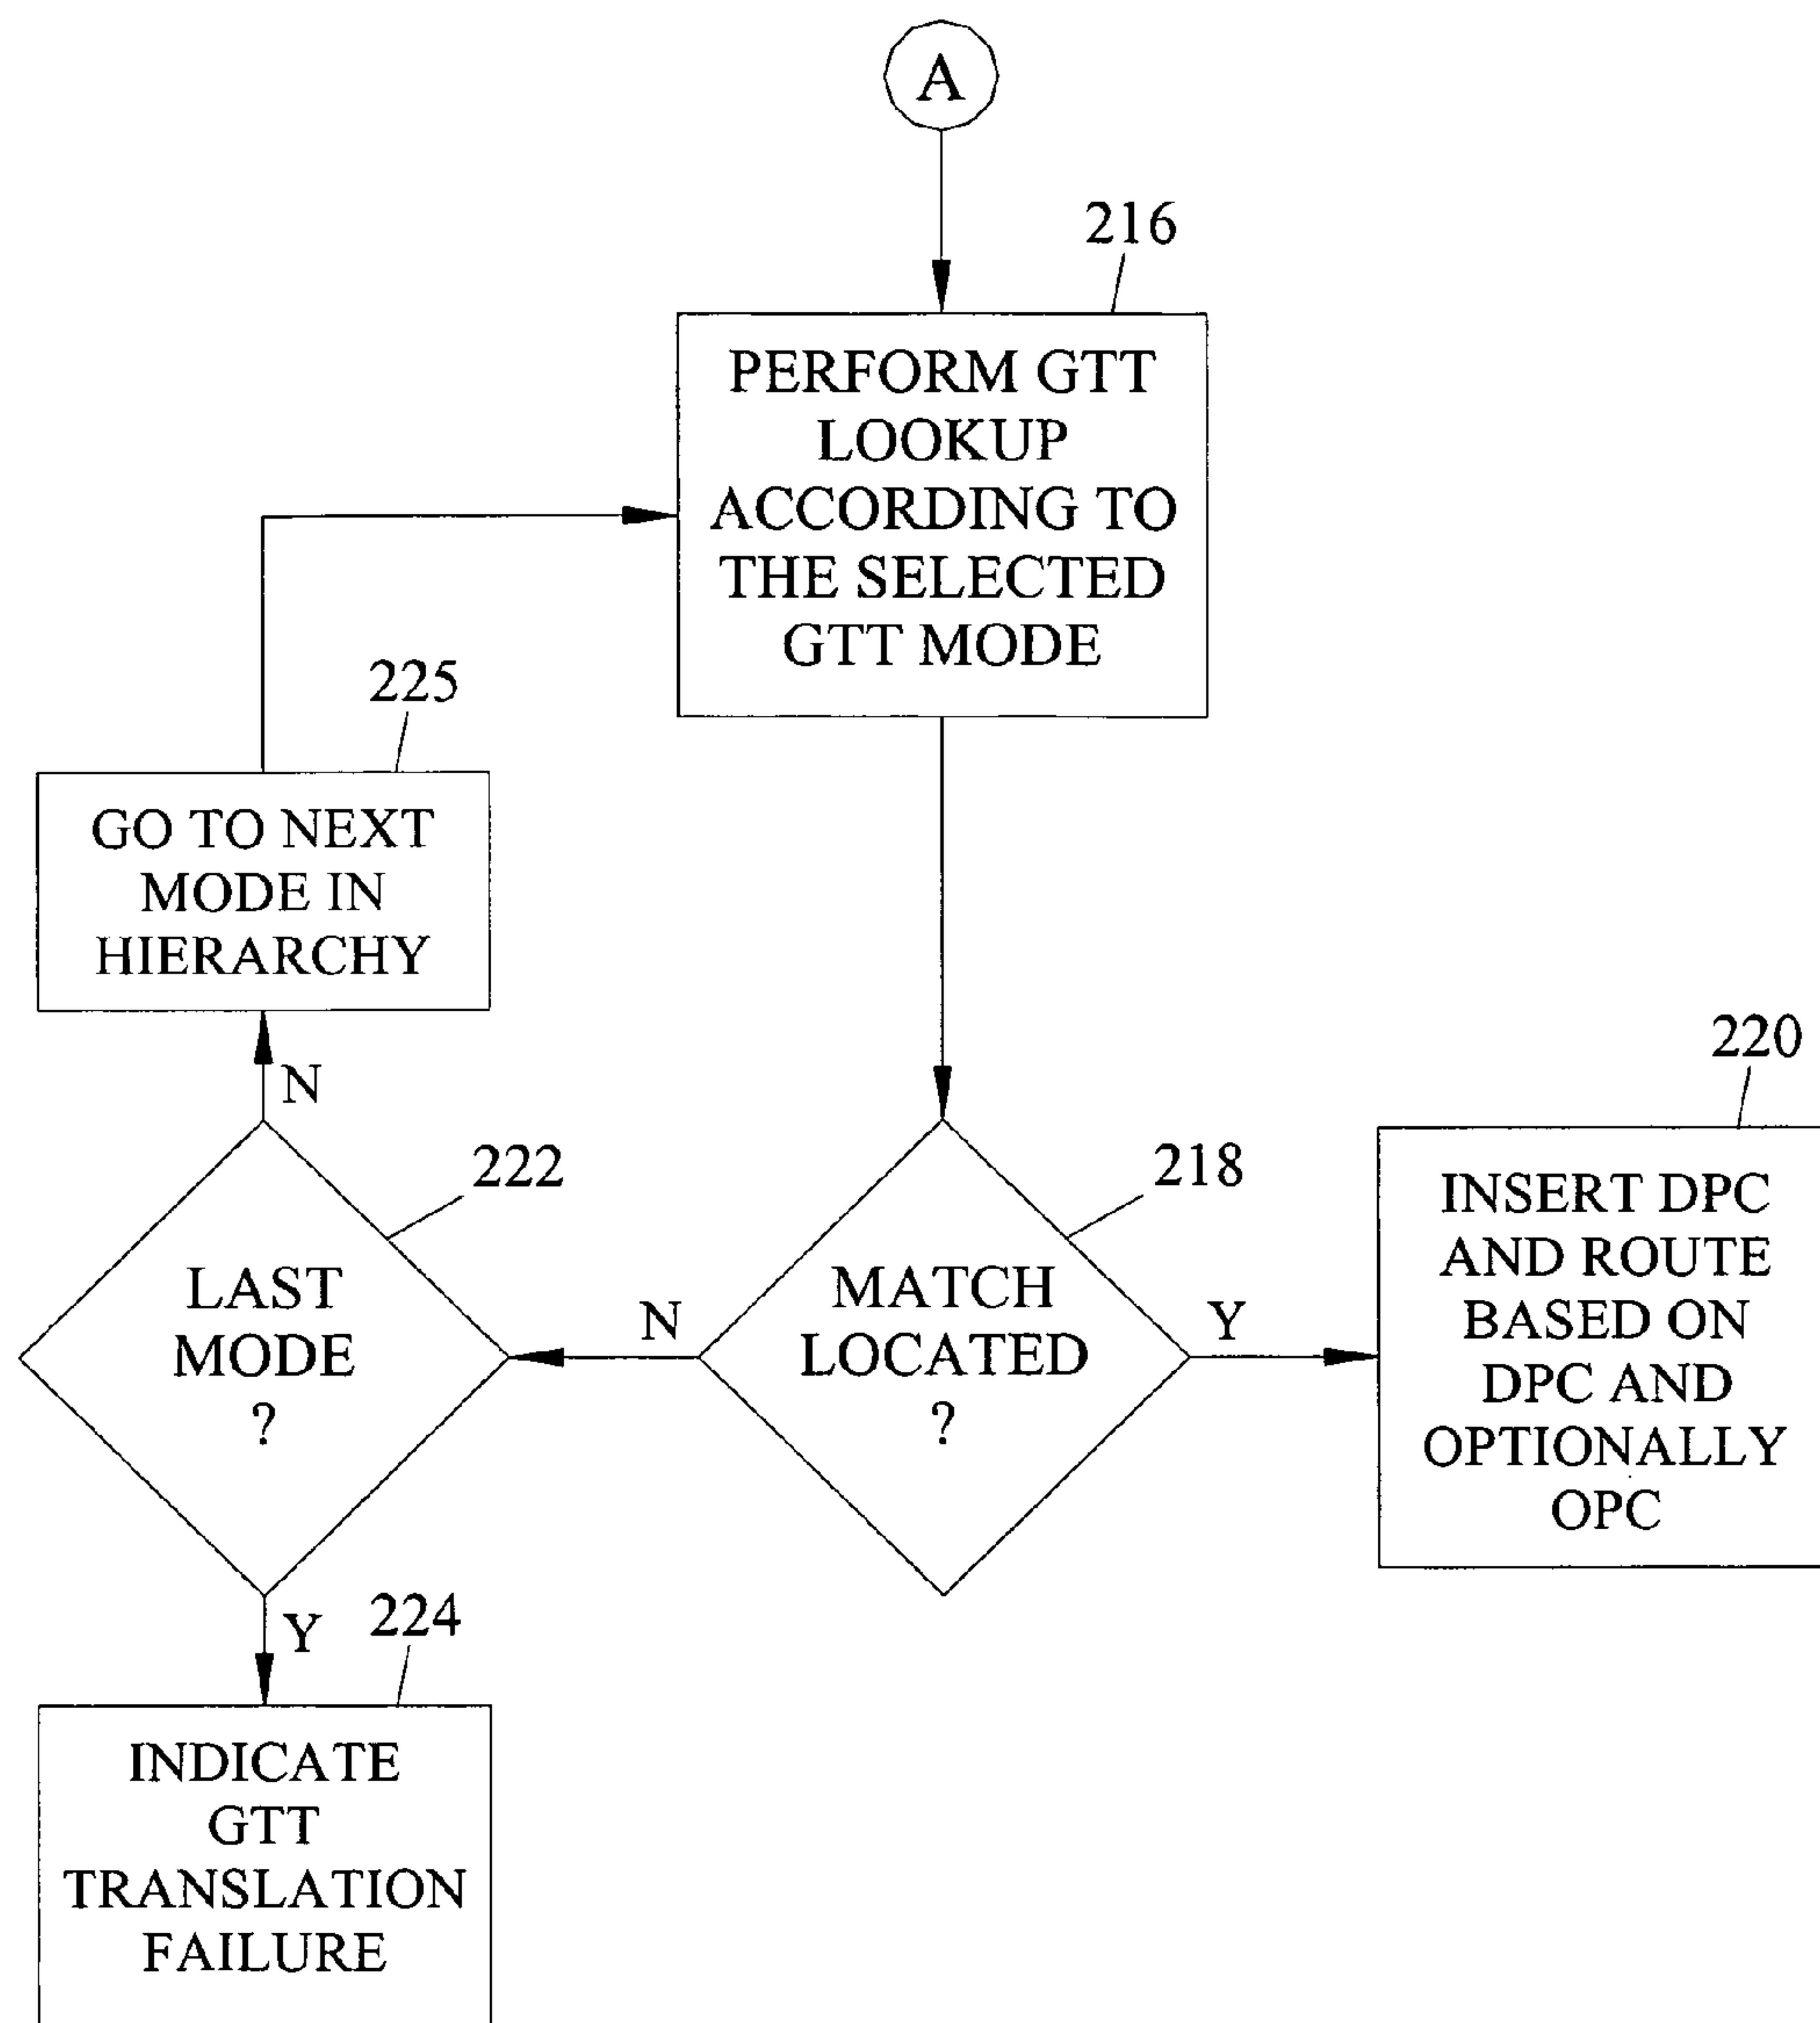 A
216
PERFORM GTT
LOOKUP
ACCORDING TO
THE SELECTED
GTT MODE
225
GO TO NEXT
MODE IN
HIERARCHY
N
222
LAST
MODE
?
N
218
MATCH
LOCATED
?
Y
220
INSERT DPC
AND ROUTE
BASED ON
DPC AND
OPTIONALLY
OPC
Y
224
INDICATE
GTT
TRANSLATION
FAILURE